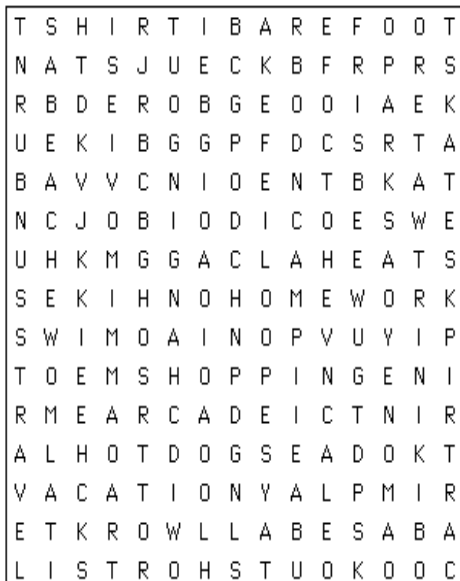 T S H I R T I B A R E F O O T
N A T S J U E C K B F R P R S
R B D E R O B G E O O I A E K
U E K I B G G P F D C S R T A
B A V V C N I O E N T B K A T
N C J O B I O D I C O E S W E
U H K M G G A C L A H E A T S
S E K I H N O H O M E W O R K
S W I M O A I N O P V U Y I P
T O E M S H O P P I N G E N I
R M E A R C A D E I C T N I R
A L H O T D O G S E A D O K T
V A C A T I O N Y A L P M I R
E T K R O W L L A B E S A B A
L I S T R O H S T U O K O O C